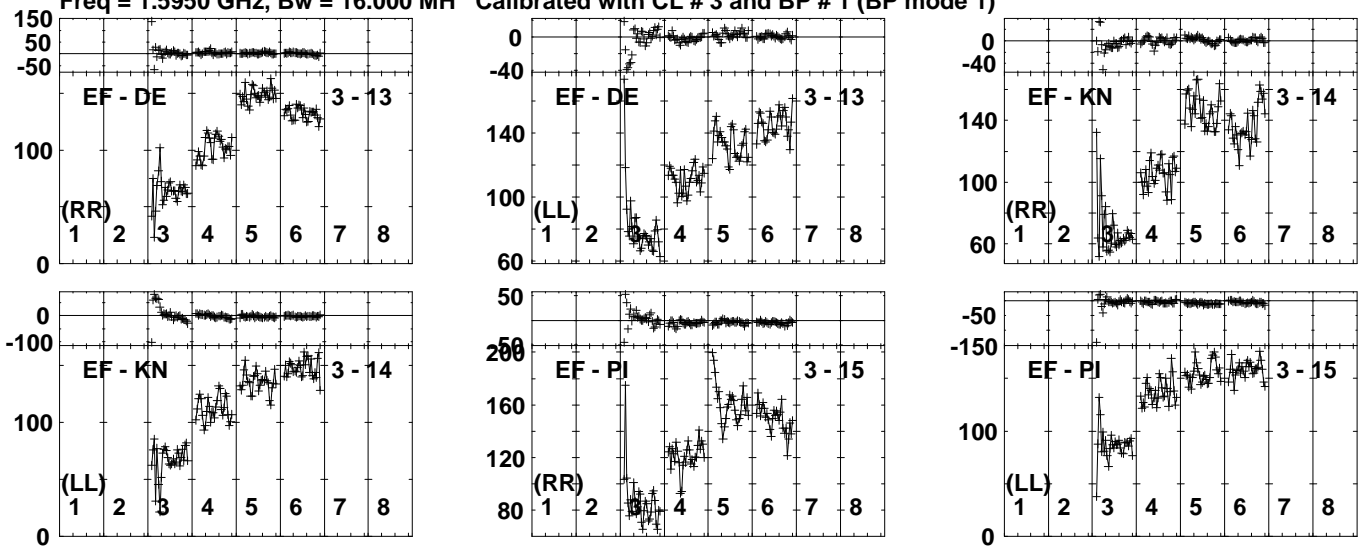 Freq = 1.5950 GHz, Bw = 16.000 MH Calibrated with CL # 3 and BP # 1 (BP mode 1)
150
50
-50
EF - DE 3 - 13
100
(RR)
1 2 3 4 5 6 7 8
0
0
-40
EF - DE 3 - 13
140
100
(LL)
1 2 3 4 5 6 7 8
60
0
-40
EF - KN 3 - 14
140
100
(RR)
60
1 2 3 4 5 6 7 8
0
-100
EF - KN 3 - 14
100
(LL)
1 2 3 4 5 6 7 8
0
50
50
200
EF - PI 3 - 15
160
120
(RR)
80
1 2 3 4 5 6 7 8
-50
-150
EF - PI 3 - 15
100
(LL)
1 2 3 4 5 6 7 8
0